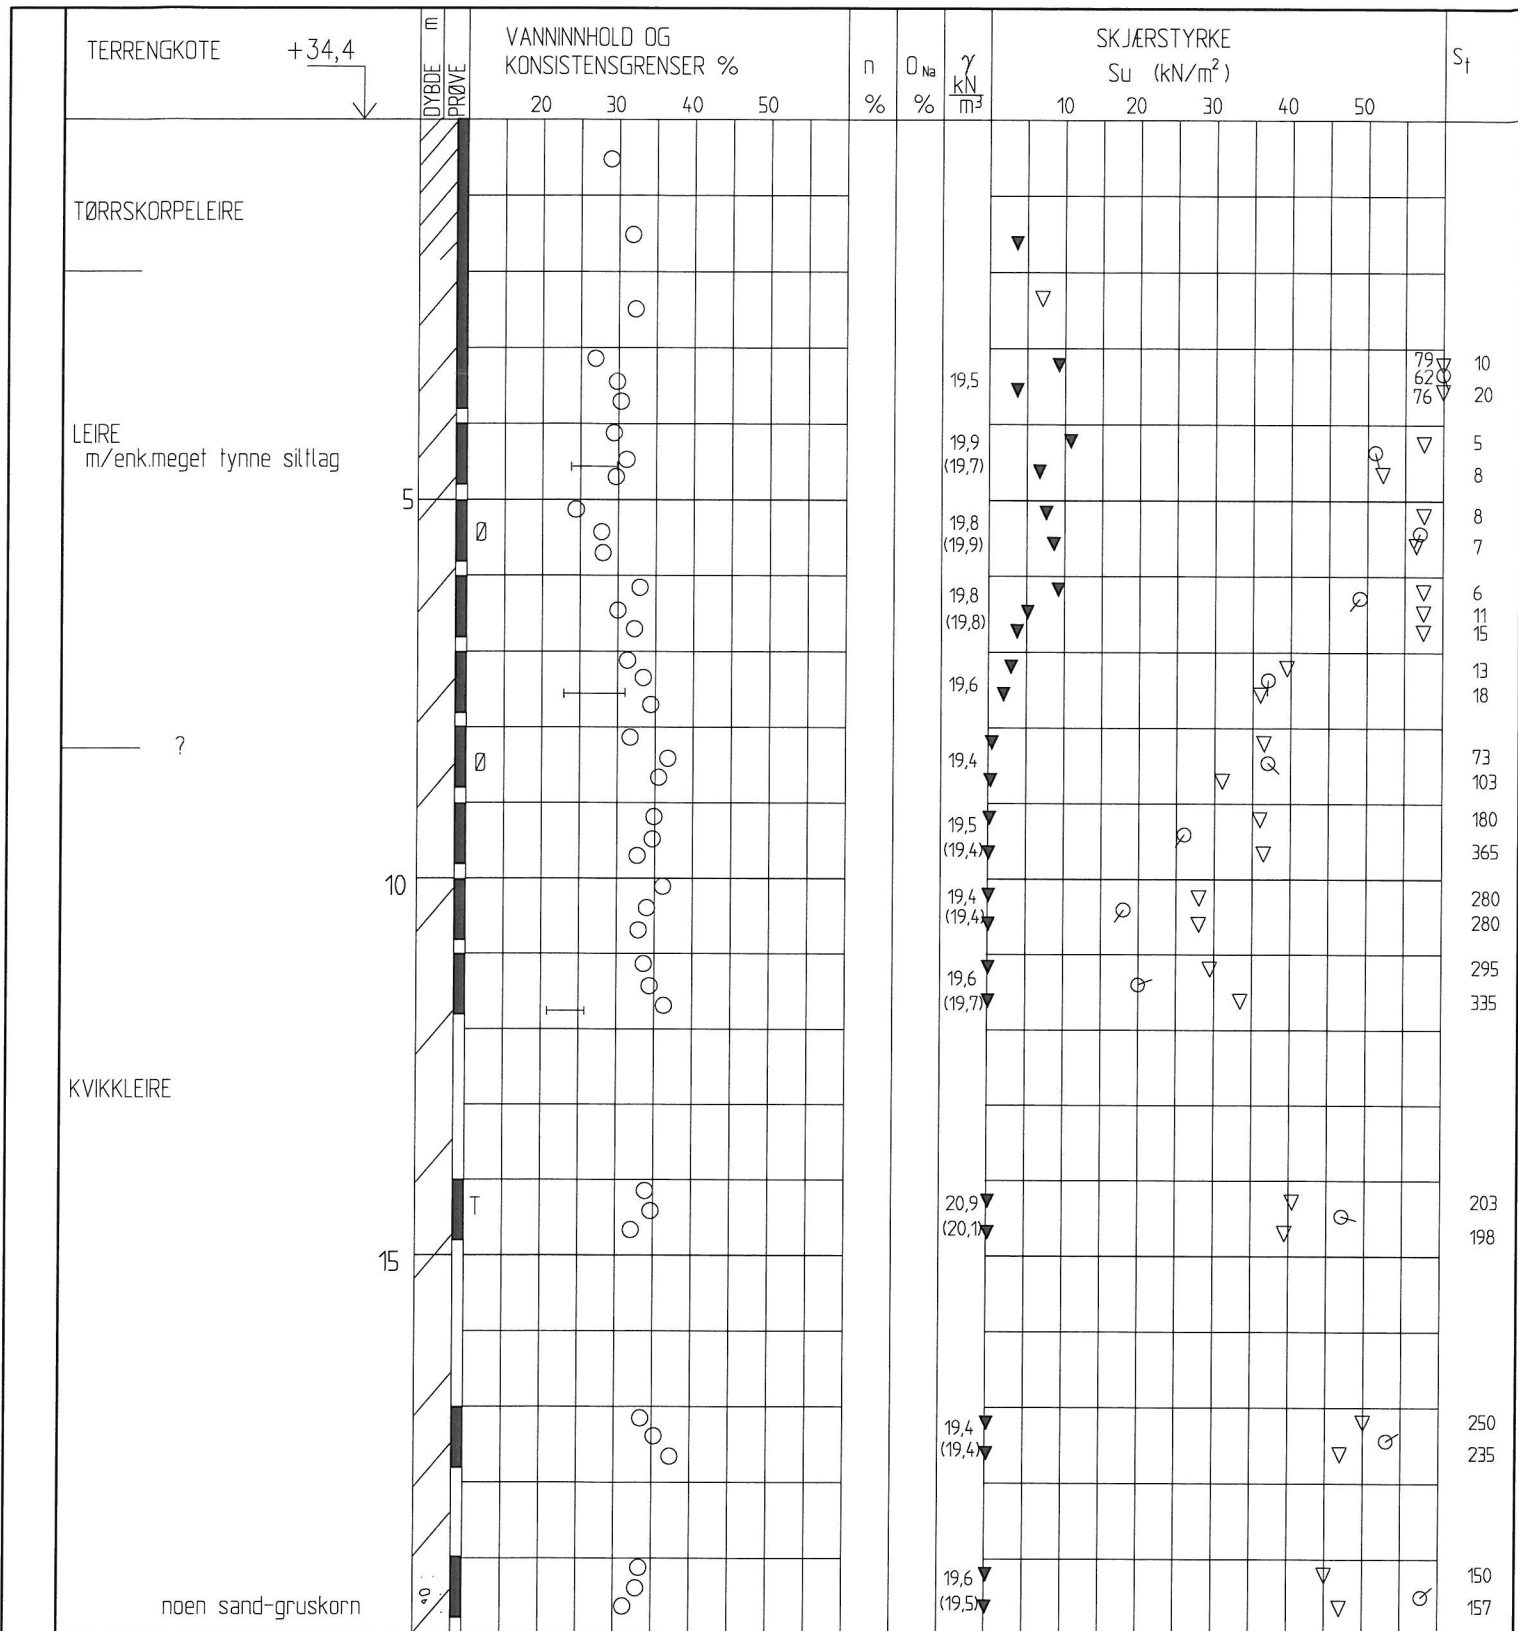 TERRENGKOTE +34,4
m
DYBDE
PRØVE
VANNINNHOLD OG
KONSISTENSGRENSER %
20 30 40 50
n
%
O Na
%
γ
kN
m³
SKJÆRSTYRKE
Su (kN/m²)
10 20 30 40 50
St
TØRRSKORPELEIRE
79 10
19,5 62
76 20
LEIRE
m/enk.meget tynne siltlag
19,9 5
(19,7) 8
5
Ø
19,8 8
(19,9) 7
19,8 6
(19,8) 11
15
19,6 13
18
?
Ø
19,4 73
103
19,5 180
(19,4) 365
10
19,4 280
(19,4) 280
19,6 295
(19,7) 335
KVIKKLEIRE
T
20,9 203
(20,1) 198
15
19,4 250
(19,4) 235
19,6 150
noen sand-gruskorn (19,5) 157